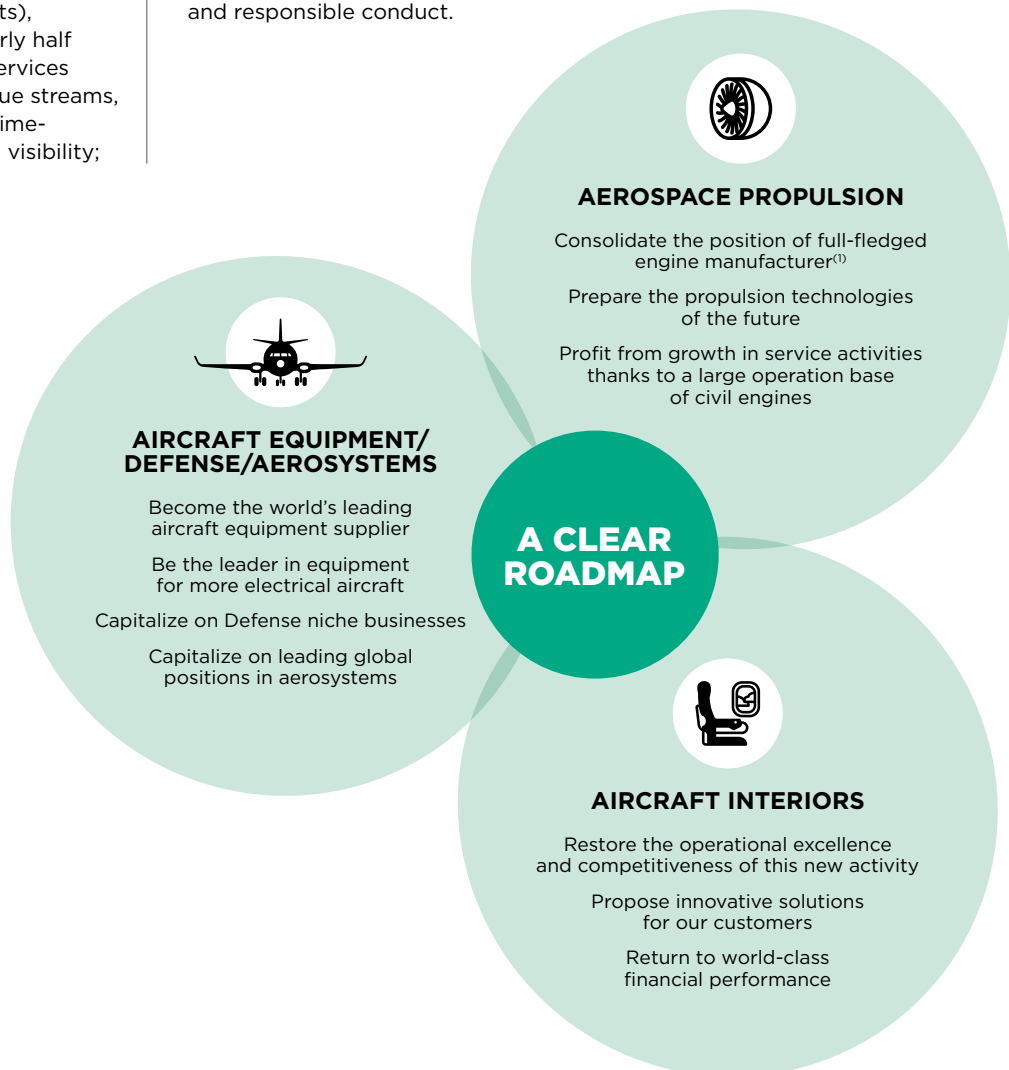 ts),
rly half
ervices
ue streams,
ime-
visibility;
and responsible conduct.
AEROSPACE PROPULSION
Consolidate the position of full-fledged
engine manufacturer(1)
Prepare the propulsion technologies
of the future
Profit from growth in service activities
thanks to a large operation base
of civil engines
AIRCRAFT EQUIPMENT/
DEFENSE/AEROSYSTEMS
Become the world’s leading
aircraft equipment supplier
Be the leader in equipment
for more electrical aircraft
Capitalize on Defense niche businesses
Capitalize on leading global
positions in aerosystems
A CLEAR
ROADMAP
AIRCRAFT INTERIORS
Restore the operational excellence
and competitiveness of this new activity
Propose innovative solutions
for our customers
Return to world-class
financial performance